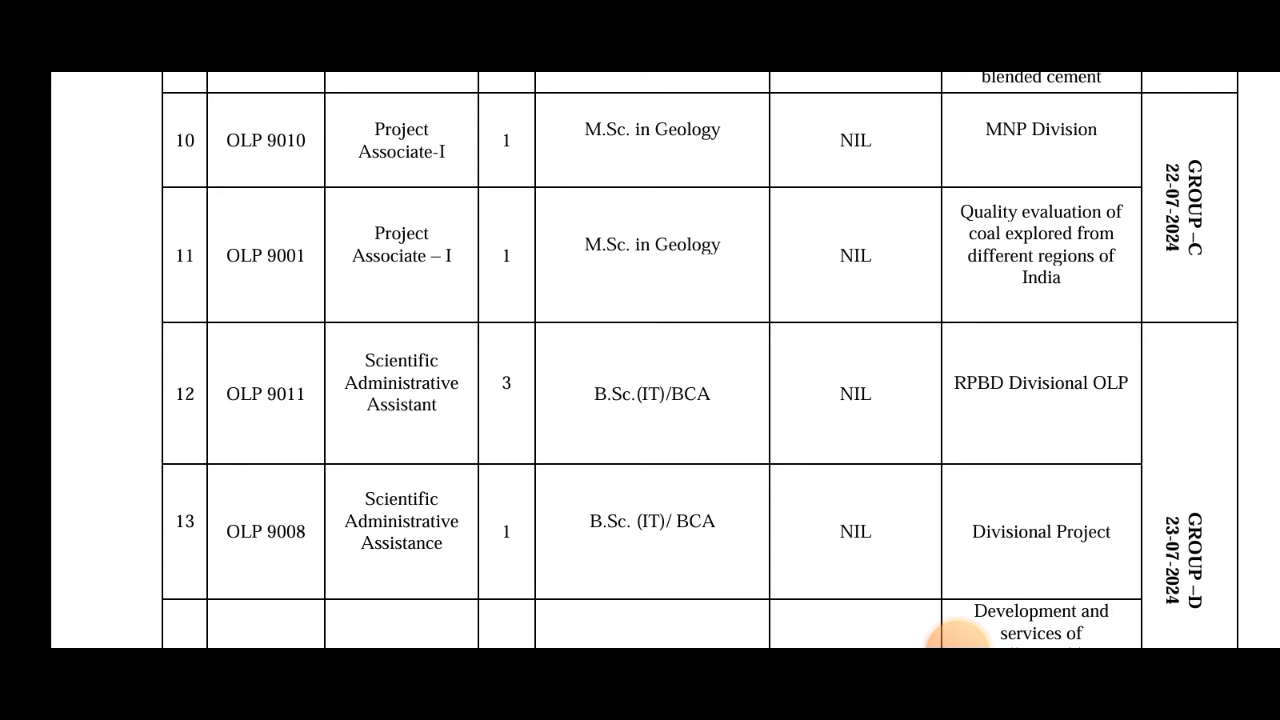 blended cement
10
OLP 9010
Project
Associate-I
1
M.Sc. in Geology
NIL
MNP Division
GROUP –C
22-07-2024
11
OLP 9001
Project
Associate – I
1
M.Sc. in Geology
NIL
Quality evaluation of
coal explored from
different regions of
India
12
OLP 9011
Scientific
Administrative
Assistant
3
B.Sc.(IT)/BCA
NIL
RPBD Divisional OLP
GROUP –D
23-07-2024
13
OLP 9008
Scientific
Administrative
Assistance
1
B.Sc. (IT)/ BCA
NIL
Divisional Project
Development and
services of